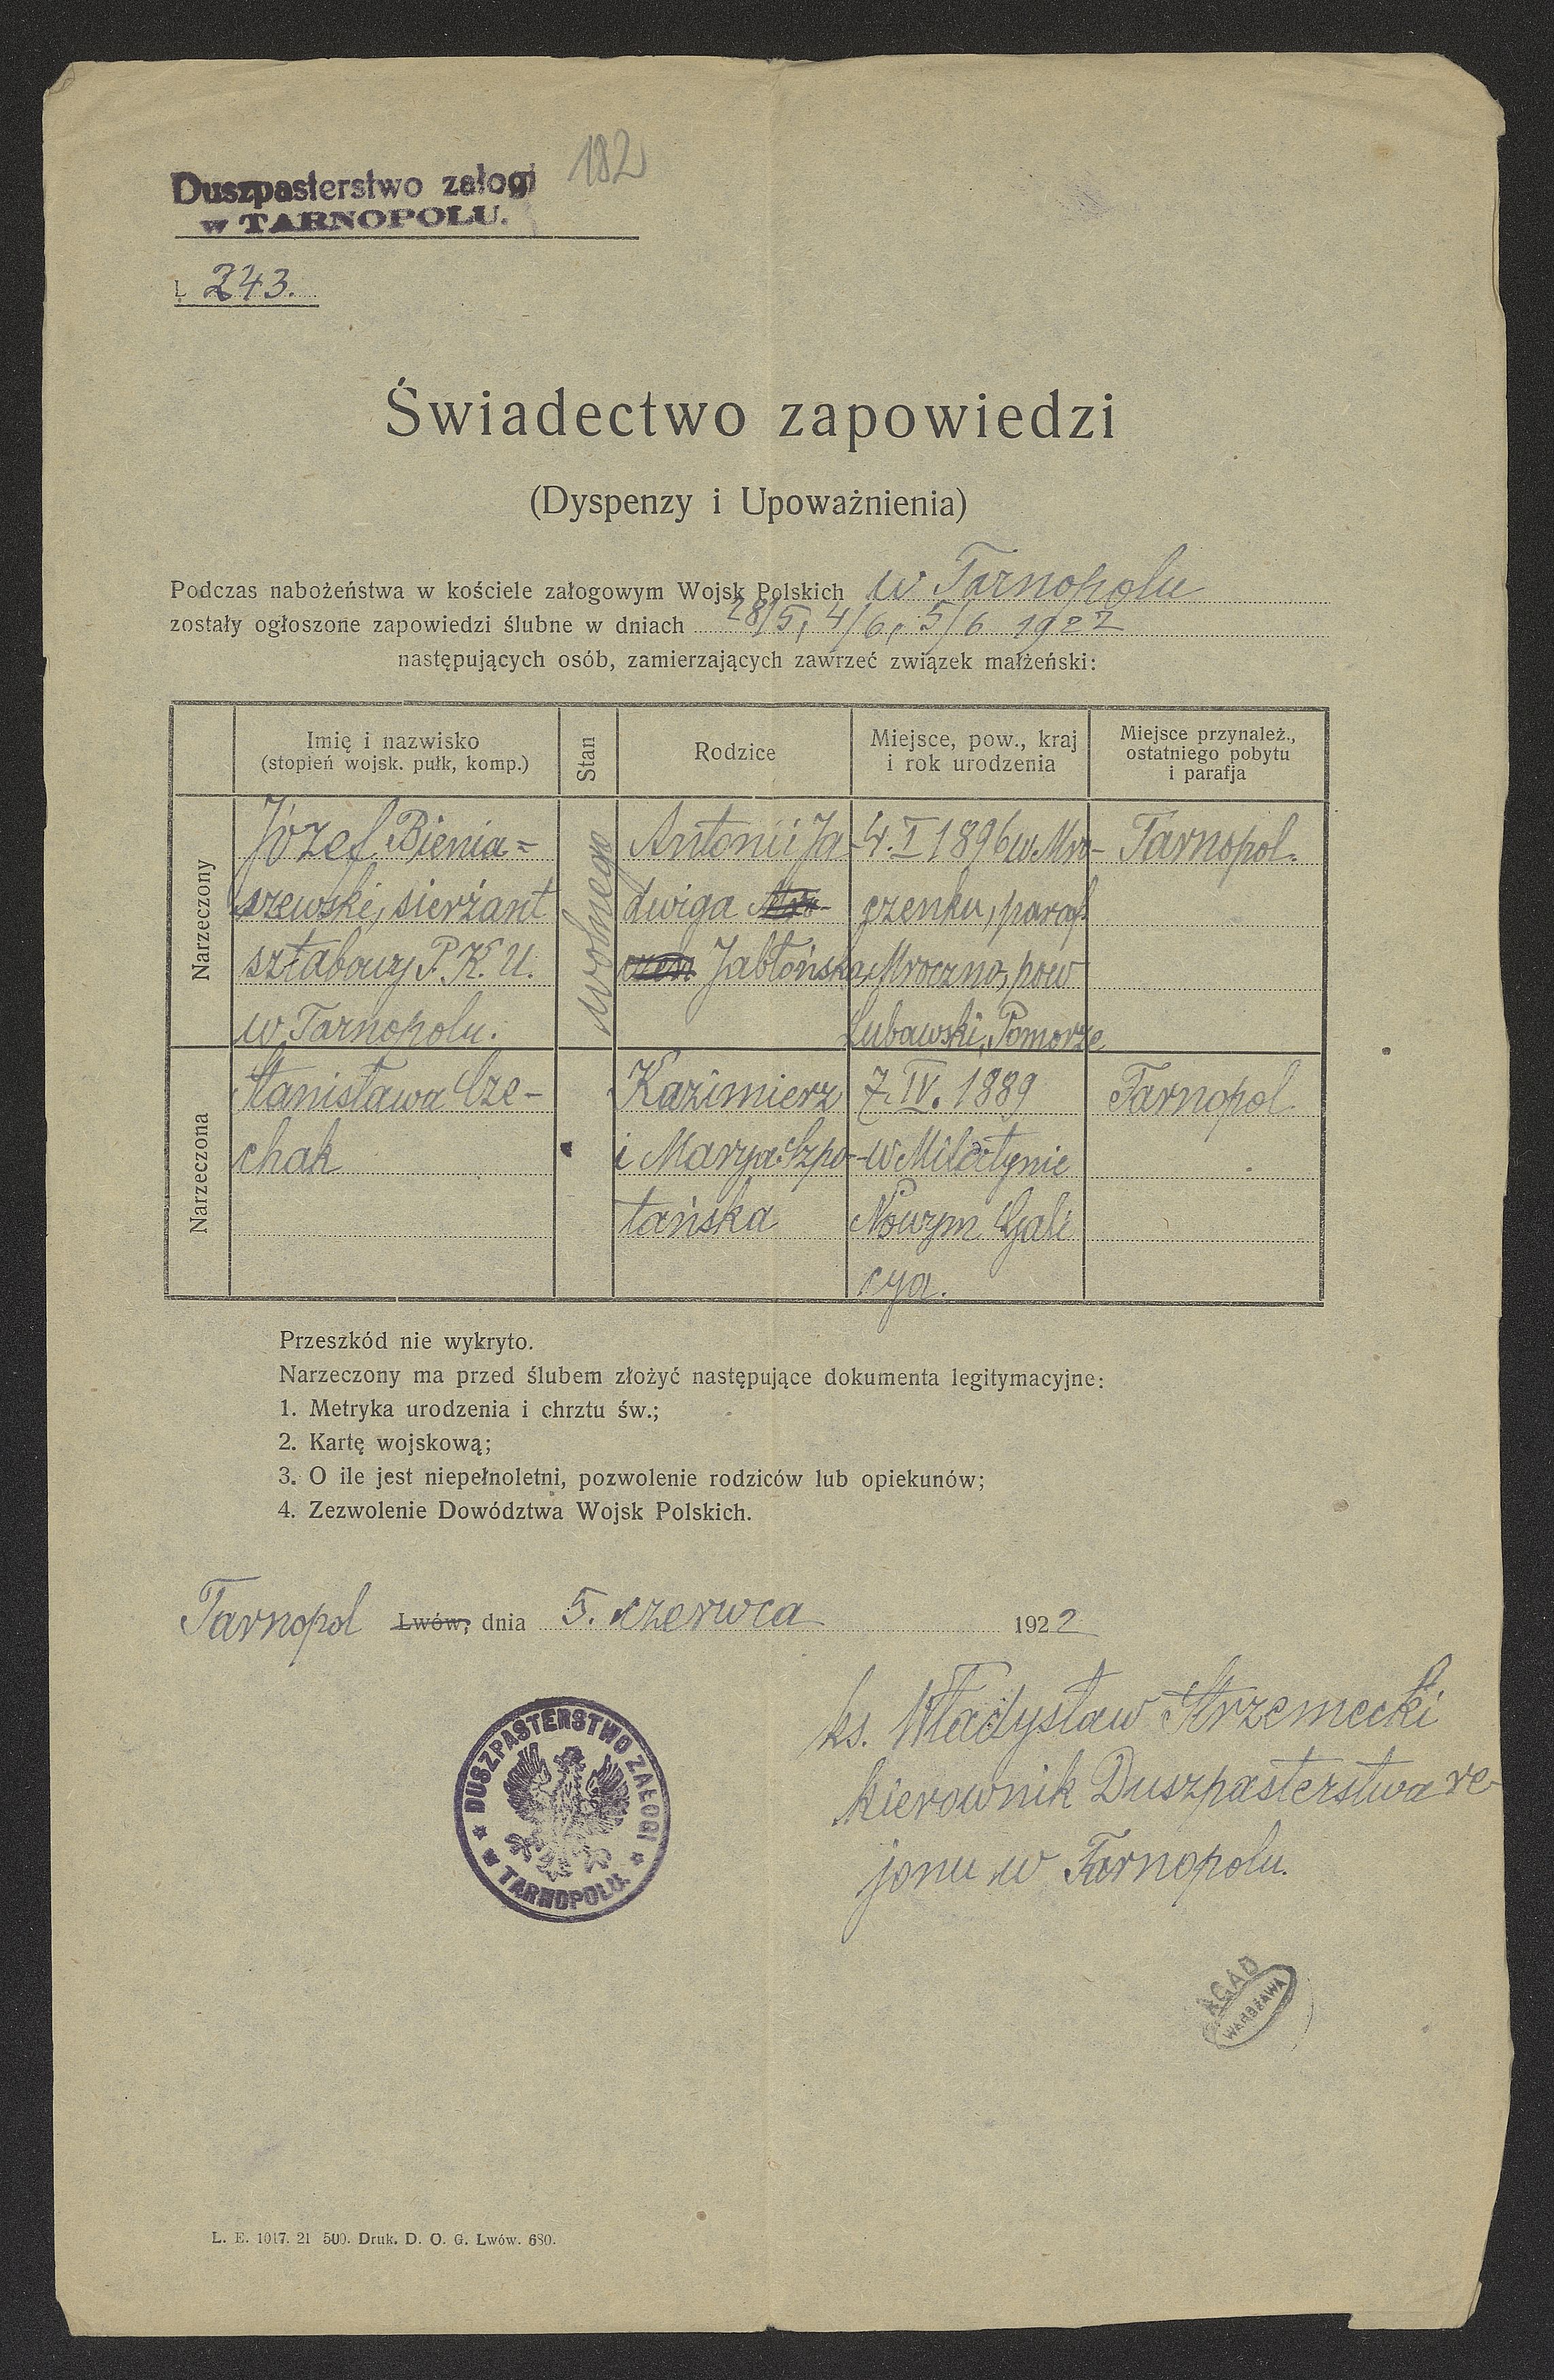 182
Duszpasterstwo załogi
w TARNOPOLU.
L 243.
Świadectwo zapowiedzi
(Dyspenzy i Upoważnienia)
Podczas nabożeństwa w kościele załogowym Wojsk Polskich w Tarnopolu
zostały ogłoszone zapowiedzi ślubne w dniach 28/5, 4/6, 5/6 1922
następujących osób, zamierzających zawrzeć związek małżeński:
Imię i nazwisko
(stopień wojsk. pułk, komp.)
Stan
Rodzice
Miejsce, pow., kraj
i rok urodzenia
Miejsce przynależ.,
ostatniego pobytu
i parafja
Narzeczony
Józef Bienia=
szewski, sierżant
sztabowy P. K. U.
w Tarnopolu.
wolnego
Antoni i Ja
dwiga
Jabłońska
4. I 1896 w Mro-
czenku, paraf
Mroczno, pow
Lubawski, Pomorze
Tarnopol.
Narzeczona
Stanisława Cze-
chak
Kazimierz
i Marya Szpo-
tańska
7. IV. 1889
w Milatynie
Nowym Gali
cya.
Tarnopol
Przeszkód nie wykryto.
Narzeczony ma przed ślubem złożyć następujące dokumenta legitymacyjne:
1. Metryka urodzenia i chrztu św.;
2. Kartę wojskową;
3. O ile jest niepełnoletni, pozwolenie rodziców lub opiekunów;
4. Zezwolenie Dowództwa Wojsk Polskich.
Tarnopol Lwów, dnia 5. czerwca 1922
ks. Władysław Strzemecki
kierownik Duszpasterstwa re-
jonu w Tarnopolu.
DUSZPASTERSTWO ZAŁOGI
w TARNOPOLU.
AGAD
WARSZAWA
L. E. 1017. 21 500. Druk. D. O. G. Lwów. 680.